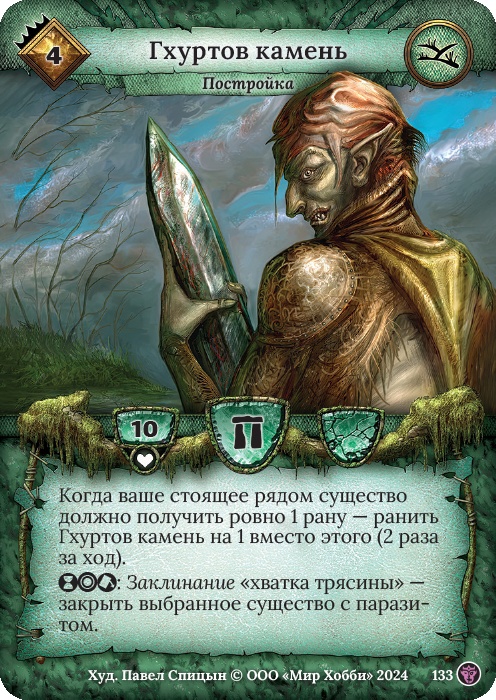 4
Гхуртов камень
Постройка
10
Когда ваше стоящее рядом существо
должно получить ровно 1 рану — ранить
Гхуртов камень на 1 вместо этого (2 раза
за ход).
: Заклинание «хватка трясины» —
закрыть выбранное существо с парази-
том.
Худ. Павел Спицын © ООО «Мир Хобби» 2024
133